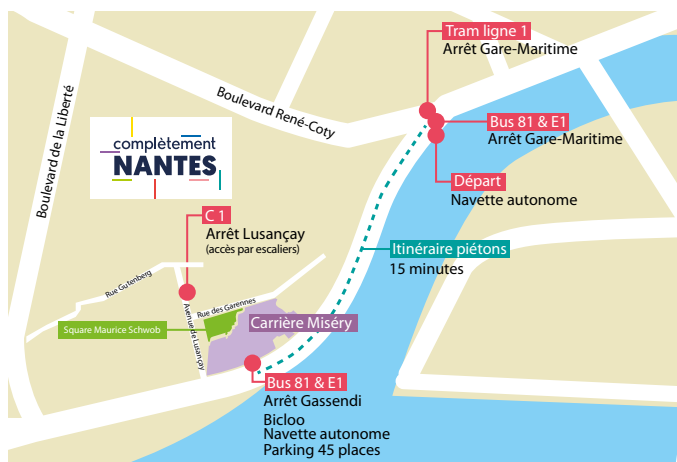 Tram ligne 1
Arrêt Gare-Maritime
Boulevard René-Coty
Bus 81 & E1
Arrêt Gare-Maritime
Boulevard de la Liberté
complètement
NANTES
Départ
Navette autonome
C 1
Arrêt Lusançay
(accès par escaliers)
Itinéraire piétons
15 minutes
Rue Gutenberg
Rue des Garennes
Avenue de Lusançay
Square Maurice Schwob
Carrière Miséry
Bus 81 & E1
Arrêt Gassendi
Bicloo
Navette autonome
Parking 45 places